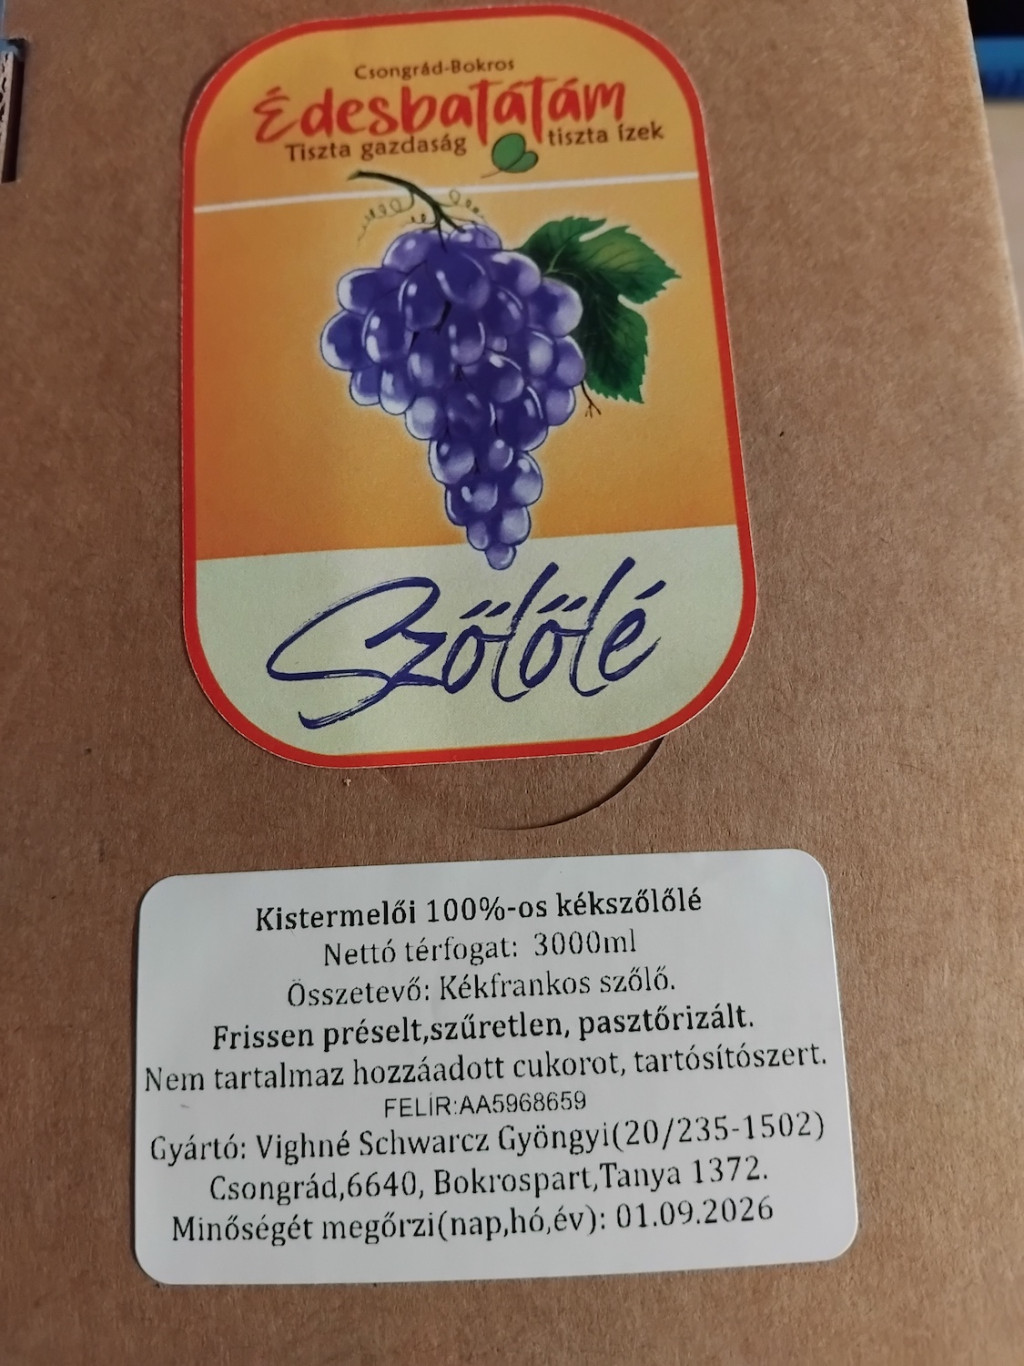 Csongrád-Bokros
Édesbatátám
Tiszta gazdaság tiszta ízek
Szőlőlé
Kistermelői 100%-os kékszőlőlé
Nettó térfogat: 3000ml
Összetevő: Kékfrankos szőlő.
Frissen préselt,szűretlen, pasztőrizált.
Nem tartalmaz hozzáadott cukorot, tartósítószert.
FELIR:AA5968659
Gyártó: Vighné Schwarcz Gyöngyi(20/235-1502)
Csongrád,6640, Bokrospart,Tanya 1372.
Minőségét megőrzi(nap,hó,év): 01.09.2026